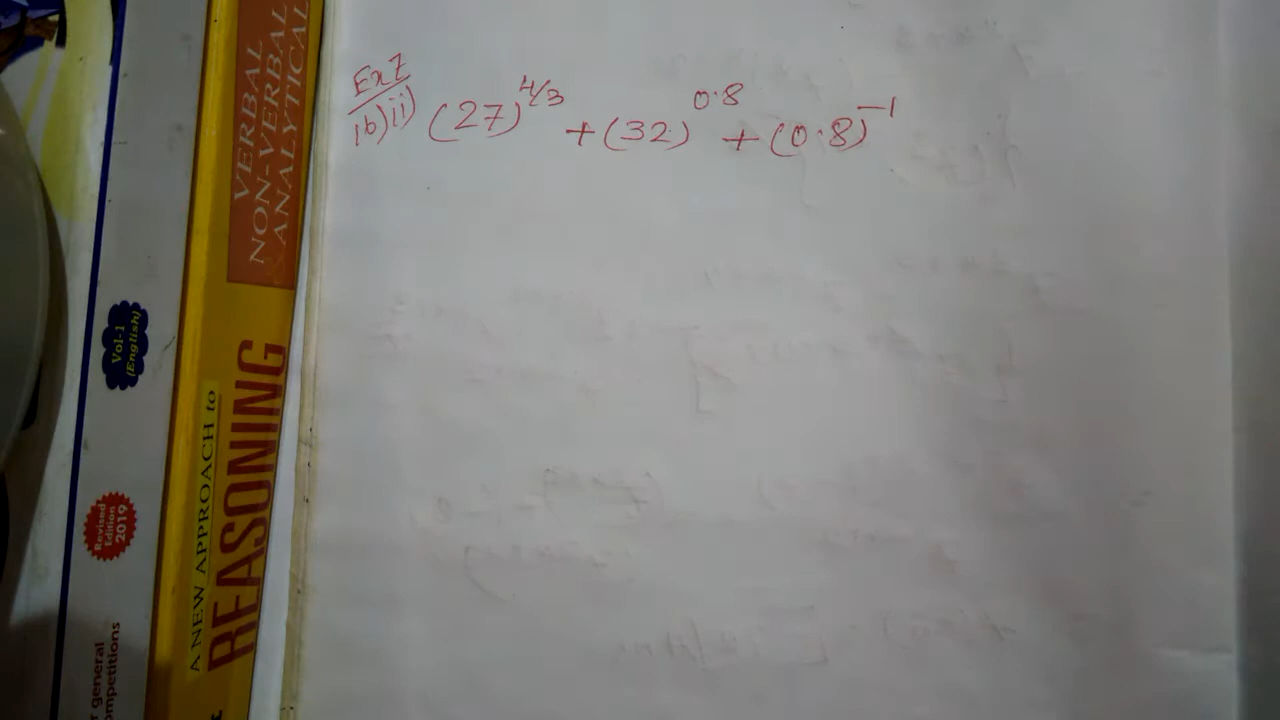 Ex 7
1b) ii) (27)^4/3 + (32)^0.8 + (0.8)^-1
VERBAL
NON-VERBAL
ANALYTICAL
A NEW APPROACH to
REASONING
Vol-1
(English)
Revised
Edition
2019
general
ompetitions